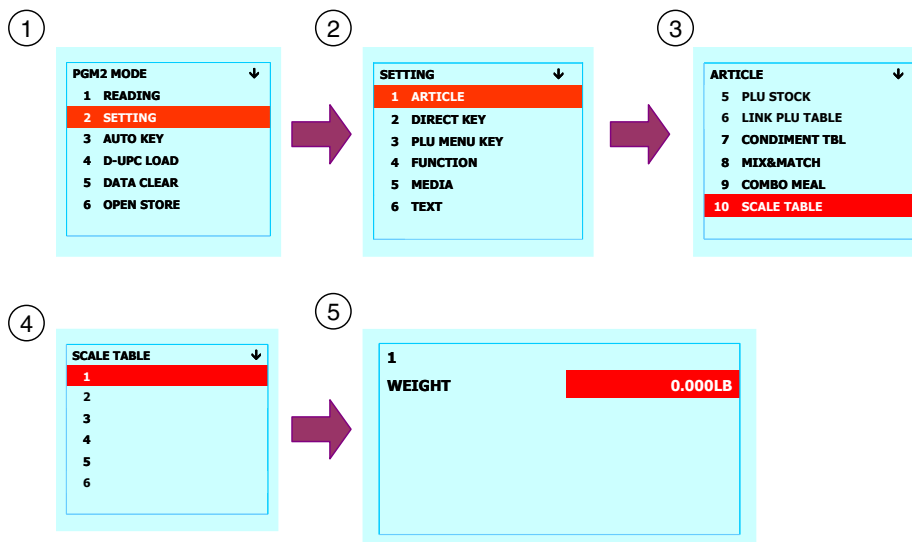 1
PGM2 MODE ↓
1 READING
2 SETTING
3 AUTO KEY
4 D-UPC LOAD
5 DATA CLEAR
6 OPEN STORE
2
SETTING ↓
1 ARTICLE
2 DIRECT KEY
3 PLU MENU KEY
4 FUNCTION
5 MEDIA
6 TEXT
3
ARTICLE ↓
5 PLU STOCK
6 LINK PLU TABLE
7 CONDIMENT TBL
8 MIX&MATCH
9 COMBO MEAL
10 SCALE TABLE
4
SCALE TABLE ↓
1
2
3
4
5
6
5
1
WEIGHT 0.000LB